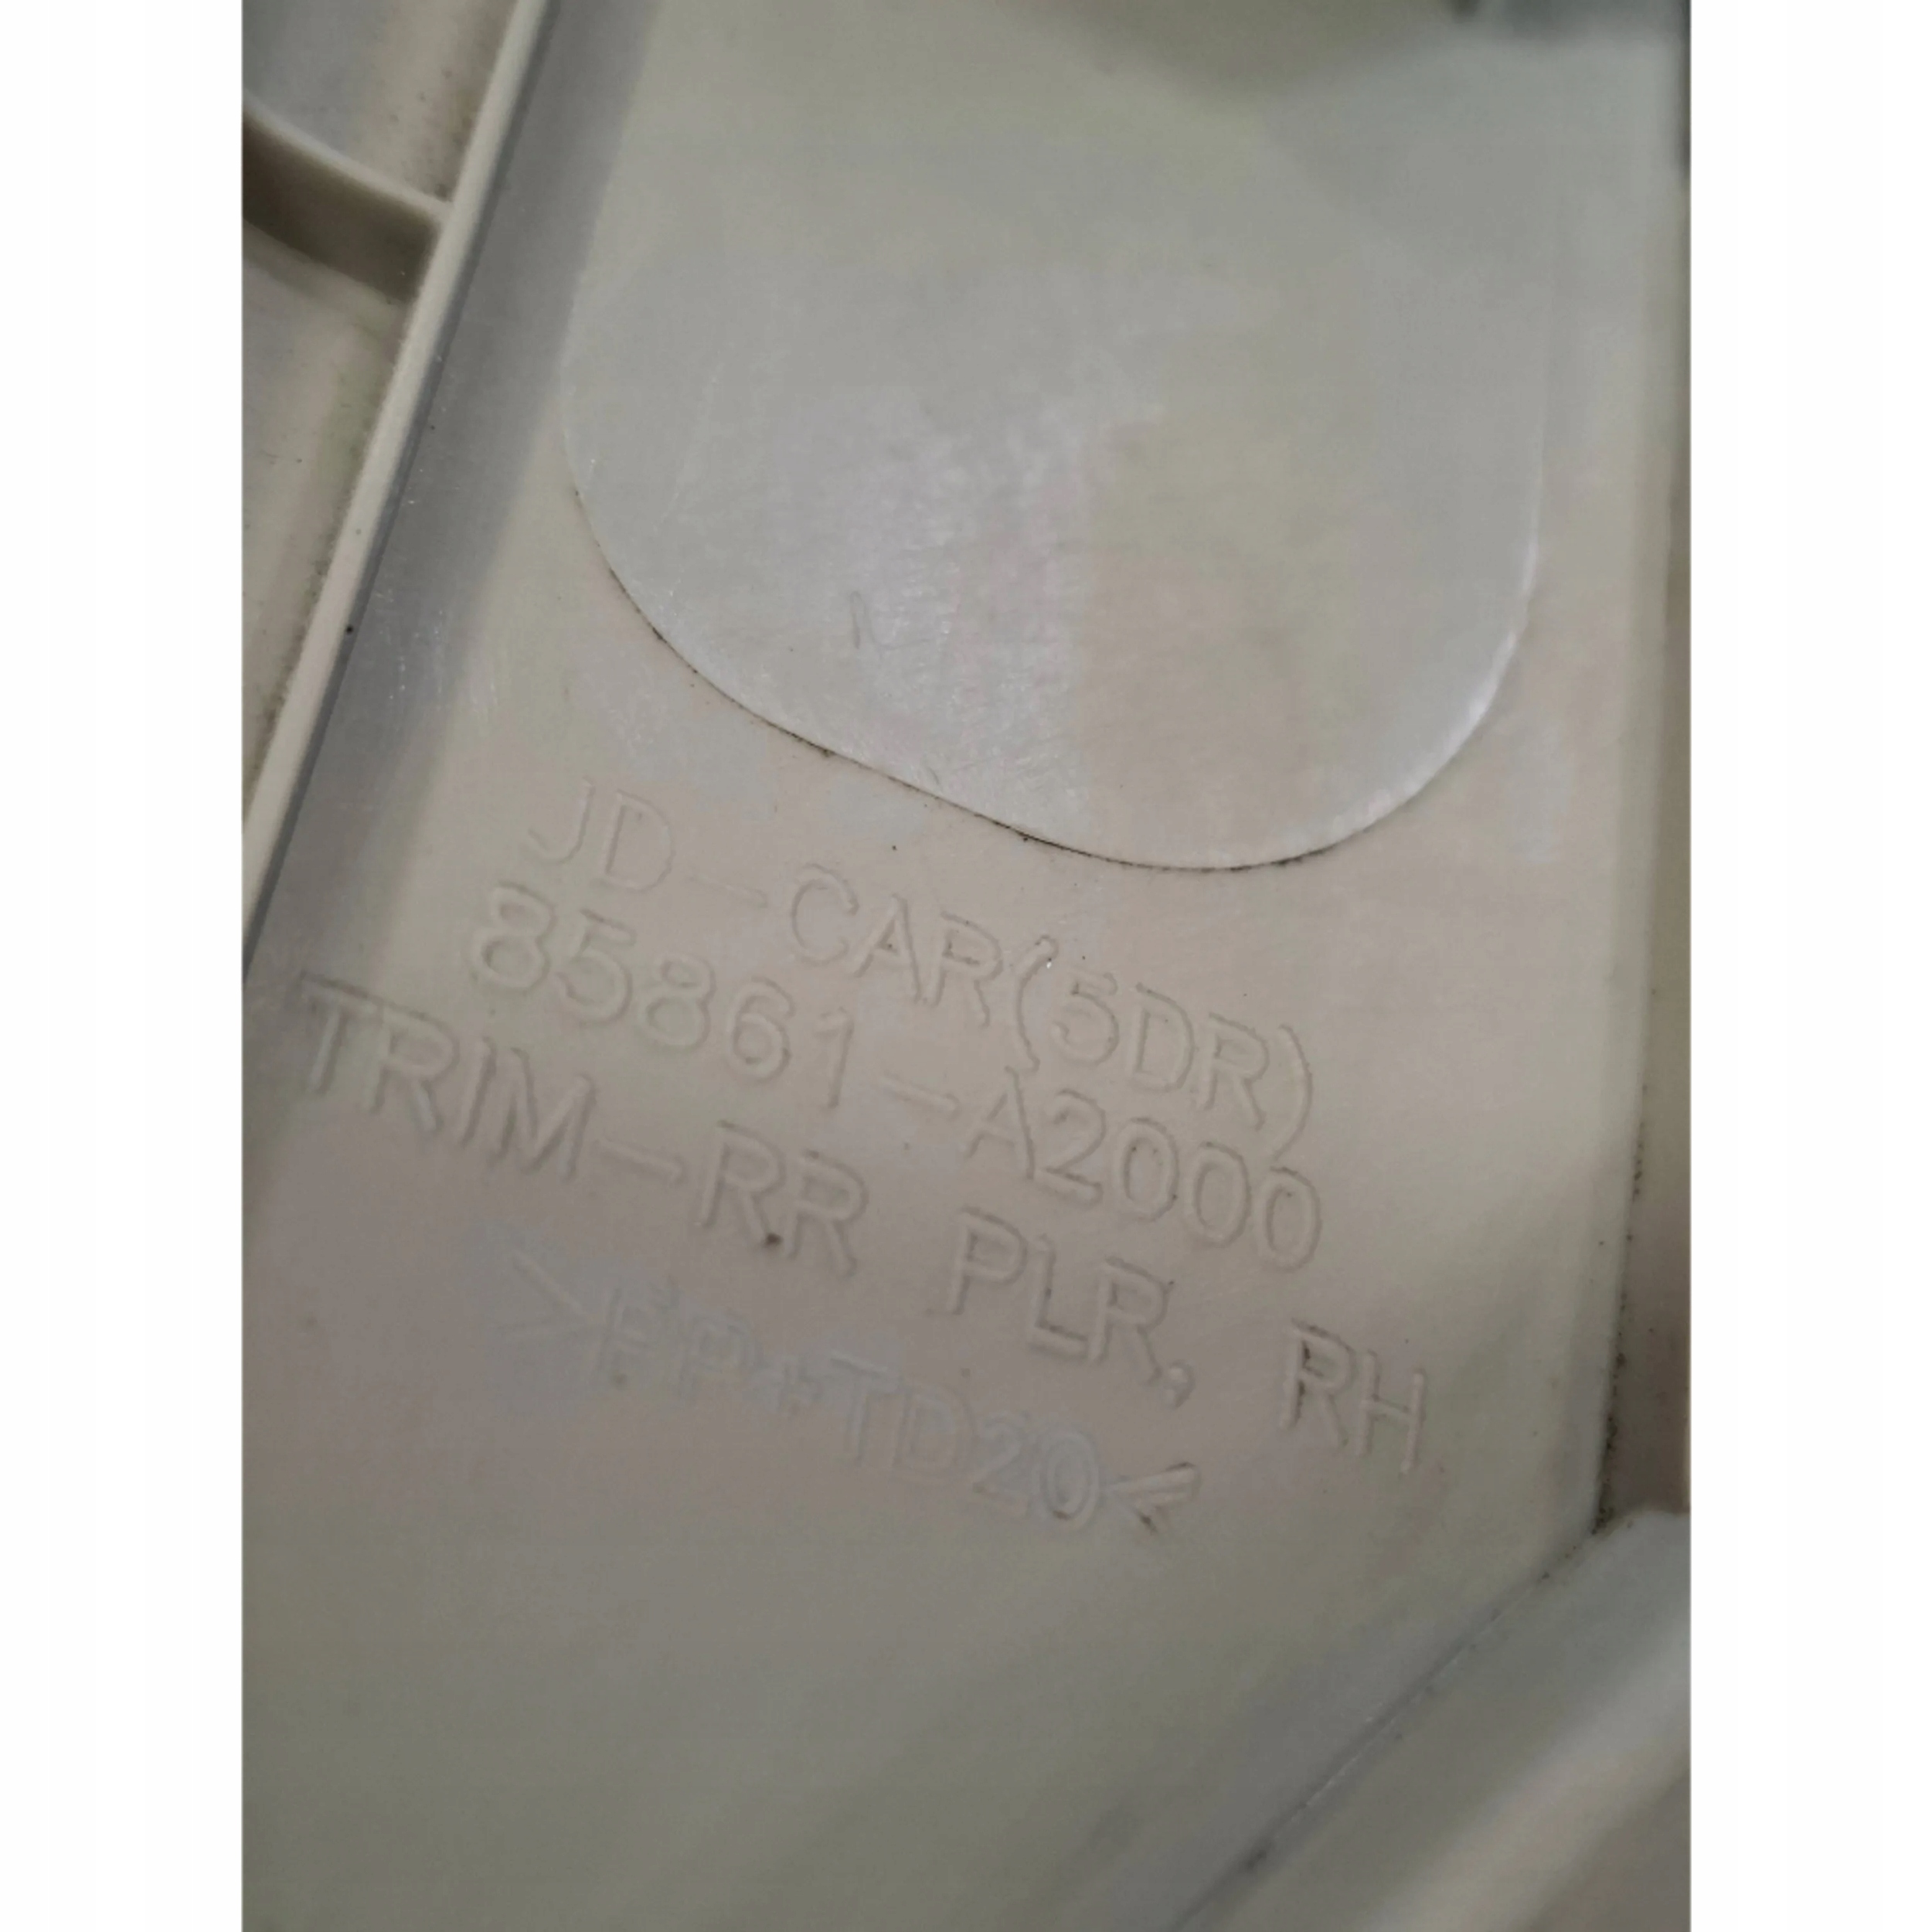 JD-CAR(5DR)
85861-A2000
TRIM-RR PLR, RH
>PP+TD20<